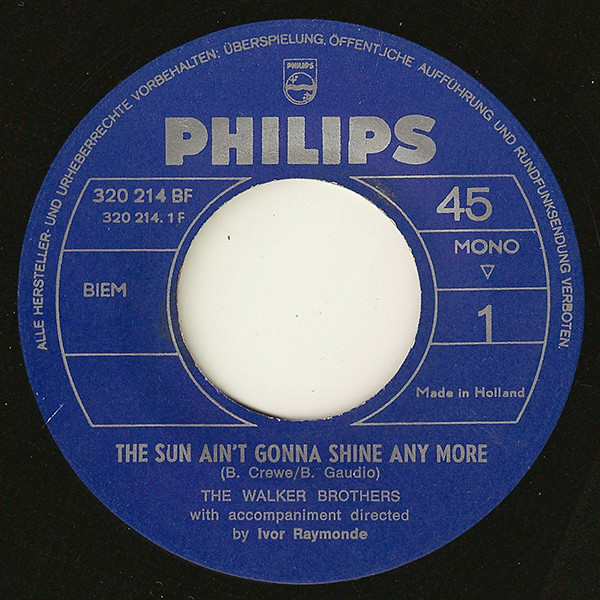 ALLE HERSTELLER- UND URHEBERRECHTE VORBEHALTEN: ÜBERSPIELUNG, ÖFFENTLICHE AUFFÜHRUNG UND RUNDFUNKSENDUNG VERBOTEN.
PHILIPS
PHILIPS
320 214 BF
320 214.1 F
45
MONO
BIEM
1
Made in Holland
THE SUN AIN'T GONNA SHINE ANY MORE
(B. Crewe/B. Gaudio)
THE WALKER BROTHERS
with accompaniment directed
by Ivor Raymonde